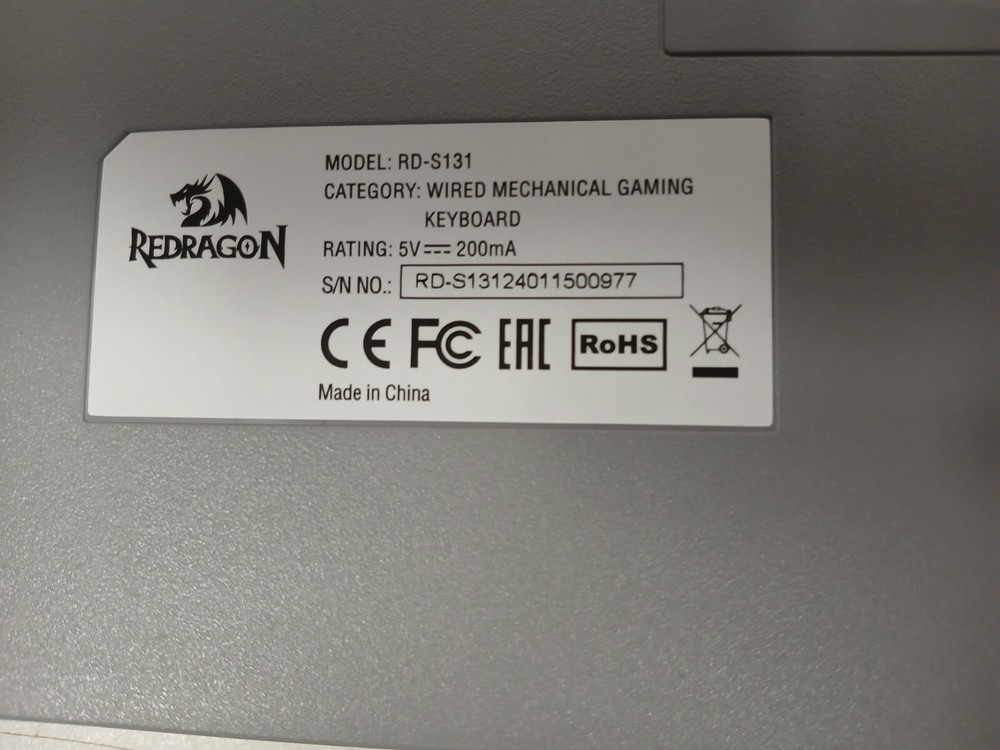 REDRAGON
MODEL: RD-S131
CATEGORY: WIRED MECHANICAL GAMING
KEYBOARD
RATING: 5V⎓200mA
S/N NO.: RD-S13124011500977
CE FC EAC RoHS
Made in China